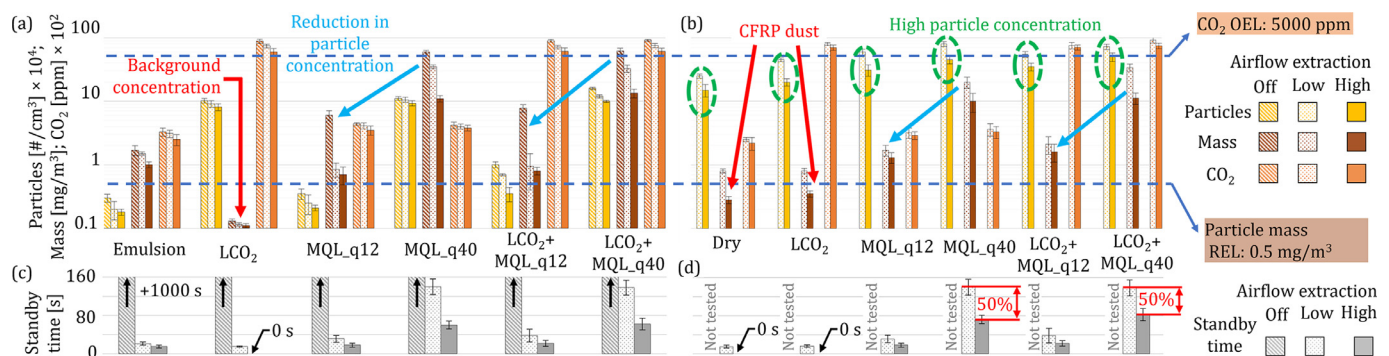 (a)
Particles [#/cm³] × 10⁴;
Mass [mg/m³]; CO₂ [ppm] × 10²
100
10
1
0.1
Background
concentration
Reduction in
particle
concentration
Emulsion
LCO₂
MQL_q12
MQL_q40
LCO₂+
MQL_q12
LCO₂+
MQL_q40
(b)
CFRP dust
High particle concentration
Dry
LCO₂
MQL_q12
MQL_q40
LCO₂+
MQL_q12
LCO₂+
MQL_q40
CO₂ OEL: 5000 ppm
Airflow extraction
Off Low High
Particles
Mass
CO₂
Particle mass
REL: 0.5 mg/m³
(c)
Standby
time [s]
160
80
0
+1000 s
0 s
(d)
Not tested
0 s
Not tested
0 s
Not tested
Not tested
50%
Not tested
Not tested
50%
Airflow extraction
Off Low High
Standby
time